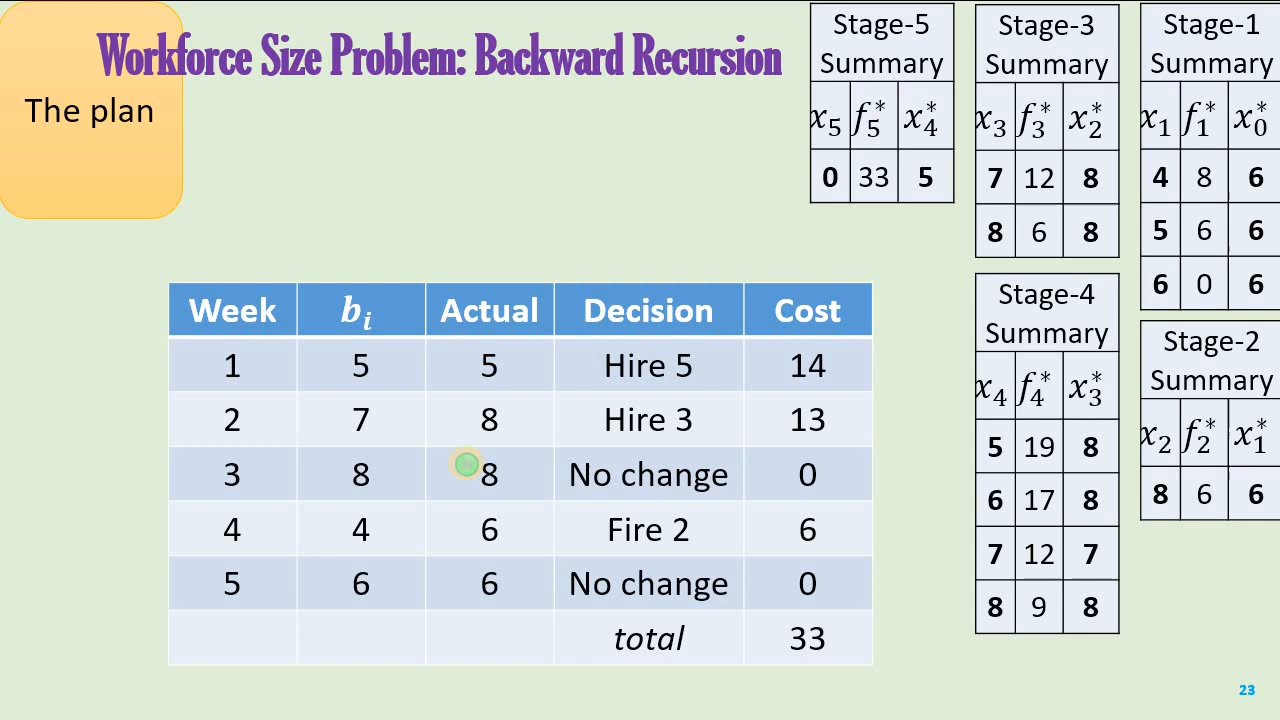 Workforce Size Problem: Backward Recursion
The plan
Stage-5
Summary
x₅ f₅* x₄*
0 33 5
Stage-3
Summary
x₃ f₃* x₂*
7 12 8
8 6 8
Stage-1
Summary
x₁ f₁* x₀*
4 8 6
5 6 6
6 0 6
Stage-4
Summary
x₄ f₄* x₃*
5 19 8
6 17 8
7 12 7
8 9 8
Stage-2
Summary
x₂ f₂* x₁*
8 6 6
Week bᵢ Actual Decision Cost
1 5 5 Hire 5 14
2 7 8 Hire 3 13
3 8 8 No change 0
4 4 6 Fire 2 6
5 6 6 No change 0
total 33
23